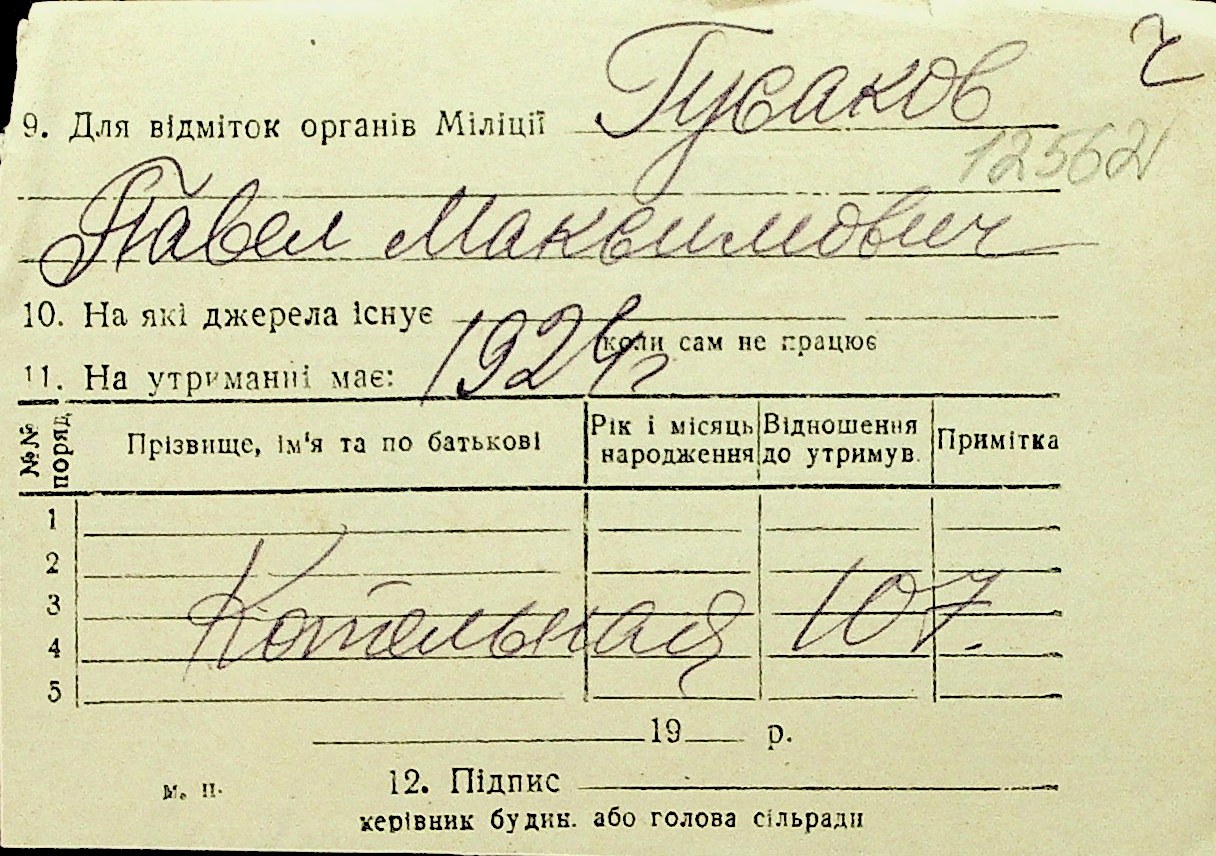 ч
9. Для відміток органів Міліції Гусаков
12562
Павел Максимович
10. На які джерела існує
коли сам не працює
11. На утриманні має: 1924г
№№ поряд. Прізвище, ім'я та по батькові Рік і місяць народження Відношення до утримув. Примітка
1
2
3 Котельная 107.
4
5
19 р.
м. п. 12. Підпис
керівник будин. або голова сільради